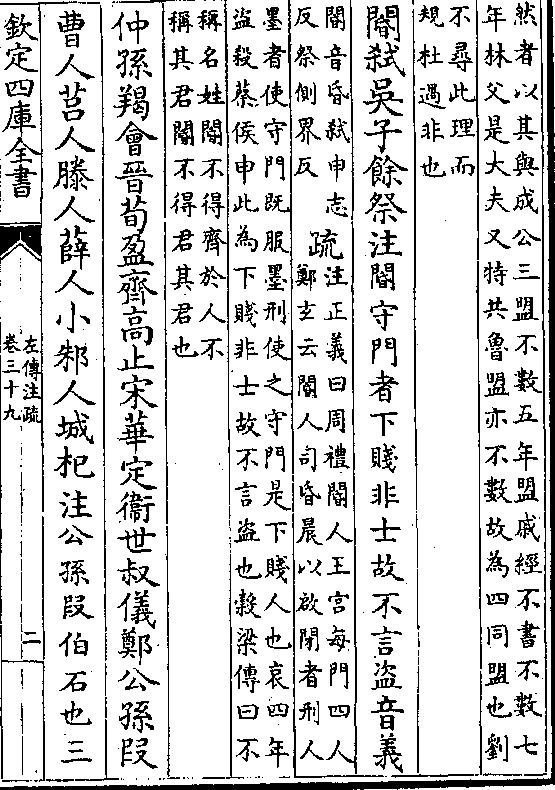 然者以其與成公三盟不數五年盟戚經不書不數七
年林父是大夫又特共魯盟亦不數故為四同盟也劉
不尋此理而
規杜過非也
閽弒吳子餘祭注閽守門者下賤非士故不言盜音義
閽音昏弒申志
反祭側界反
疏
注正義曰周禮閽人王宫每門四人
鄭玄云閽人司昏晨以啟閉者刑人
墨者使守門既服墨刑使之守門是下賤人也哀四年
盜殺蔡侯申此為下賤非士故不言盜也穀梁傳曰不
稱名姓閽不得齊於人不
稱其君閽不得君其君也
仲孫羯會晉荀盈齊高止宋華定衞世叔儀鄭公孫段
曹人莒人滕人薛人小邾人城杞注公孫段伯石也三
欽定四庫全書
左傳注疏
卷三十九
二